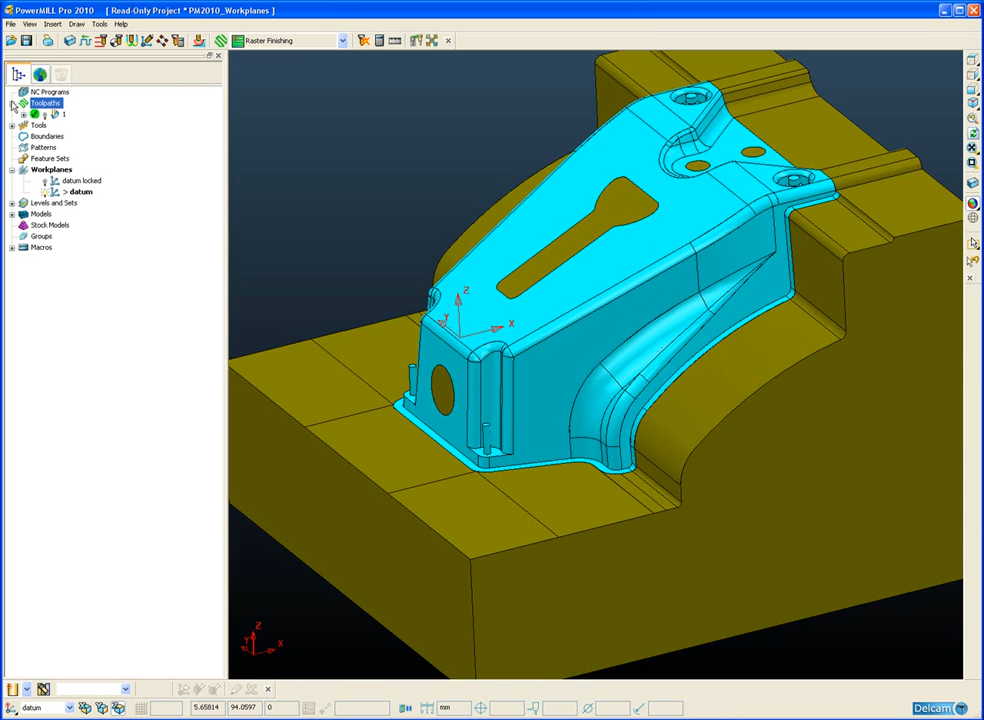 PowerMILL Pro 2010    [ Read-Only Project * PM2010_Workplanes ]
File View Insert Draw Tools Help
Raster Finishing
NC Programs
Toolpaths
1
Tools
Boundaries
Patterns
Feature Sets
Workplanes
datum locked
> datum
Levels and Sets
Models
Stock Models
Groups
Macros
Z
Y
X
Z
Y
X
datum
5.65814
94.0597
0
mm
Delcam